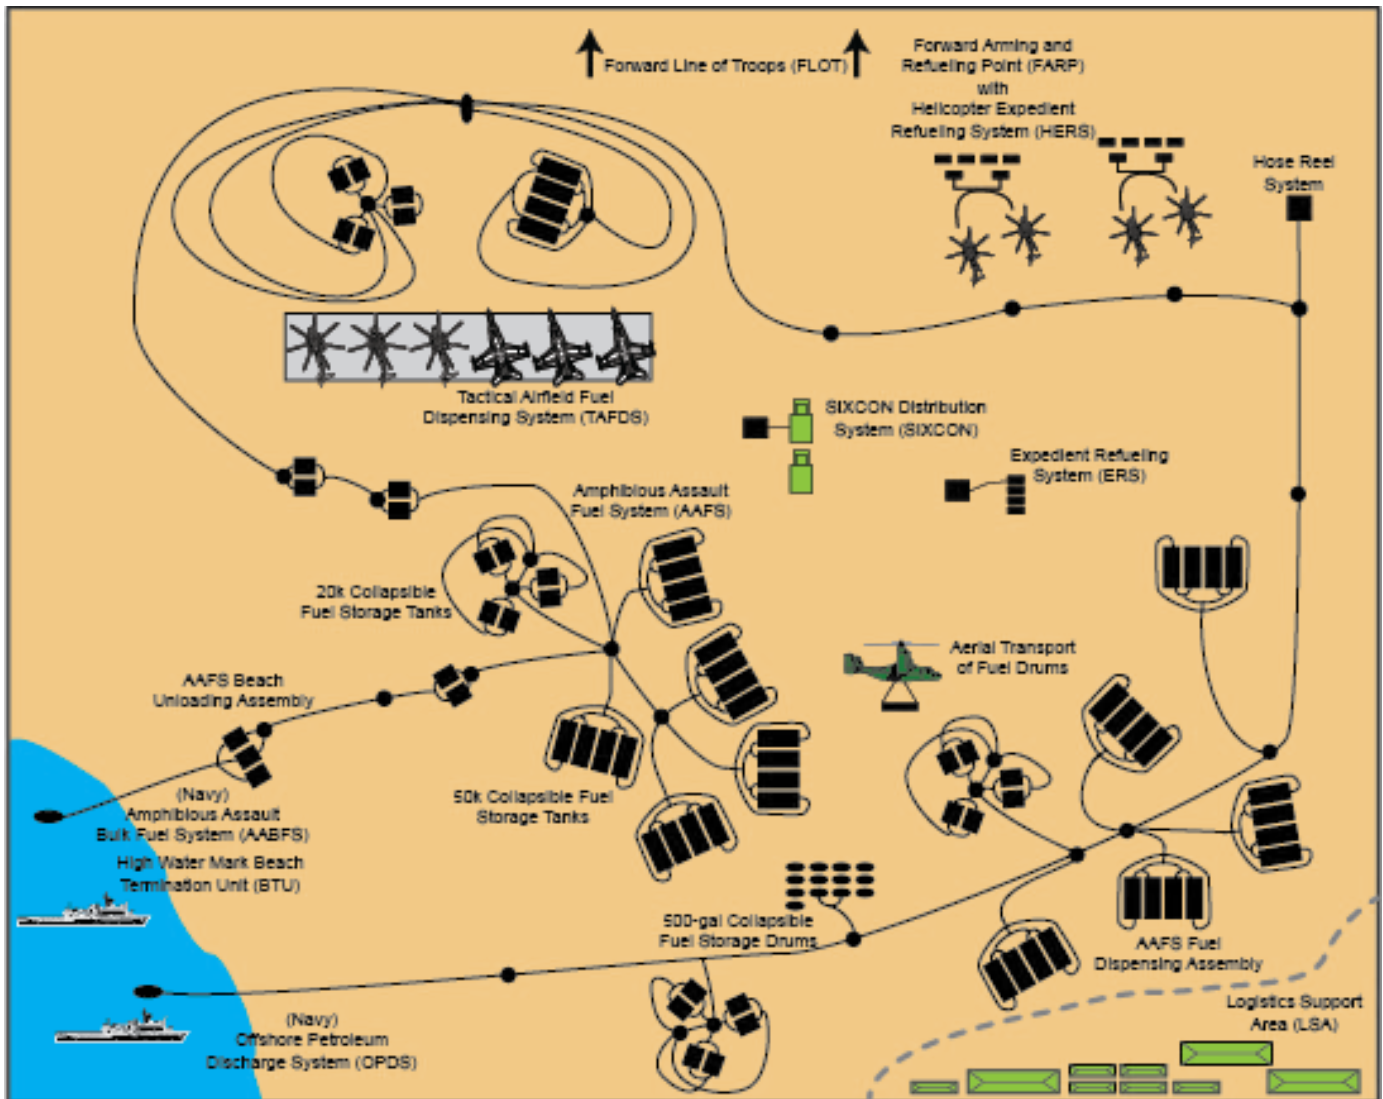 Forward Line of Troops (FLOT)
Forward Arming and
Refueling Point (FARP)
with
Helicopter Expedient
Refueling System (HERS)
Hose Reel
System
Tactical Airfield Fuel
Dispensing System (TAFDS)
SIXCON Distribution
System (SIXCON)
Expedient Refueling
System (ERS)
Amphibious Assault
Fuel System (AAFS)
20k Collapsible
Fuel Storage Tanks
Aerial Transport
of Fuel Drums
AAFS Beach
Unloading Assembly
50k Collapsible Fuel
Storage Tanks
(Navy)
Amphibious Assault
Bulk Fuel System (AABFS)
High Water Mark Beach
Termination Unit (BTU)
500-gal Collapsible
Fuel Storage Drums
AAFS Fuel
Dispensing Assembly
Logistics Support
Area (LSA)
(Navy)
Offshore Petroleum
Discharge System (OPDS)